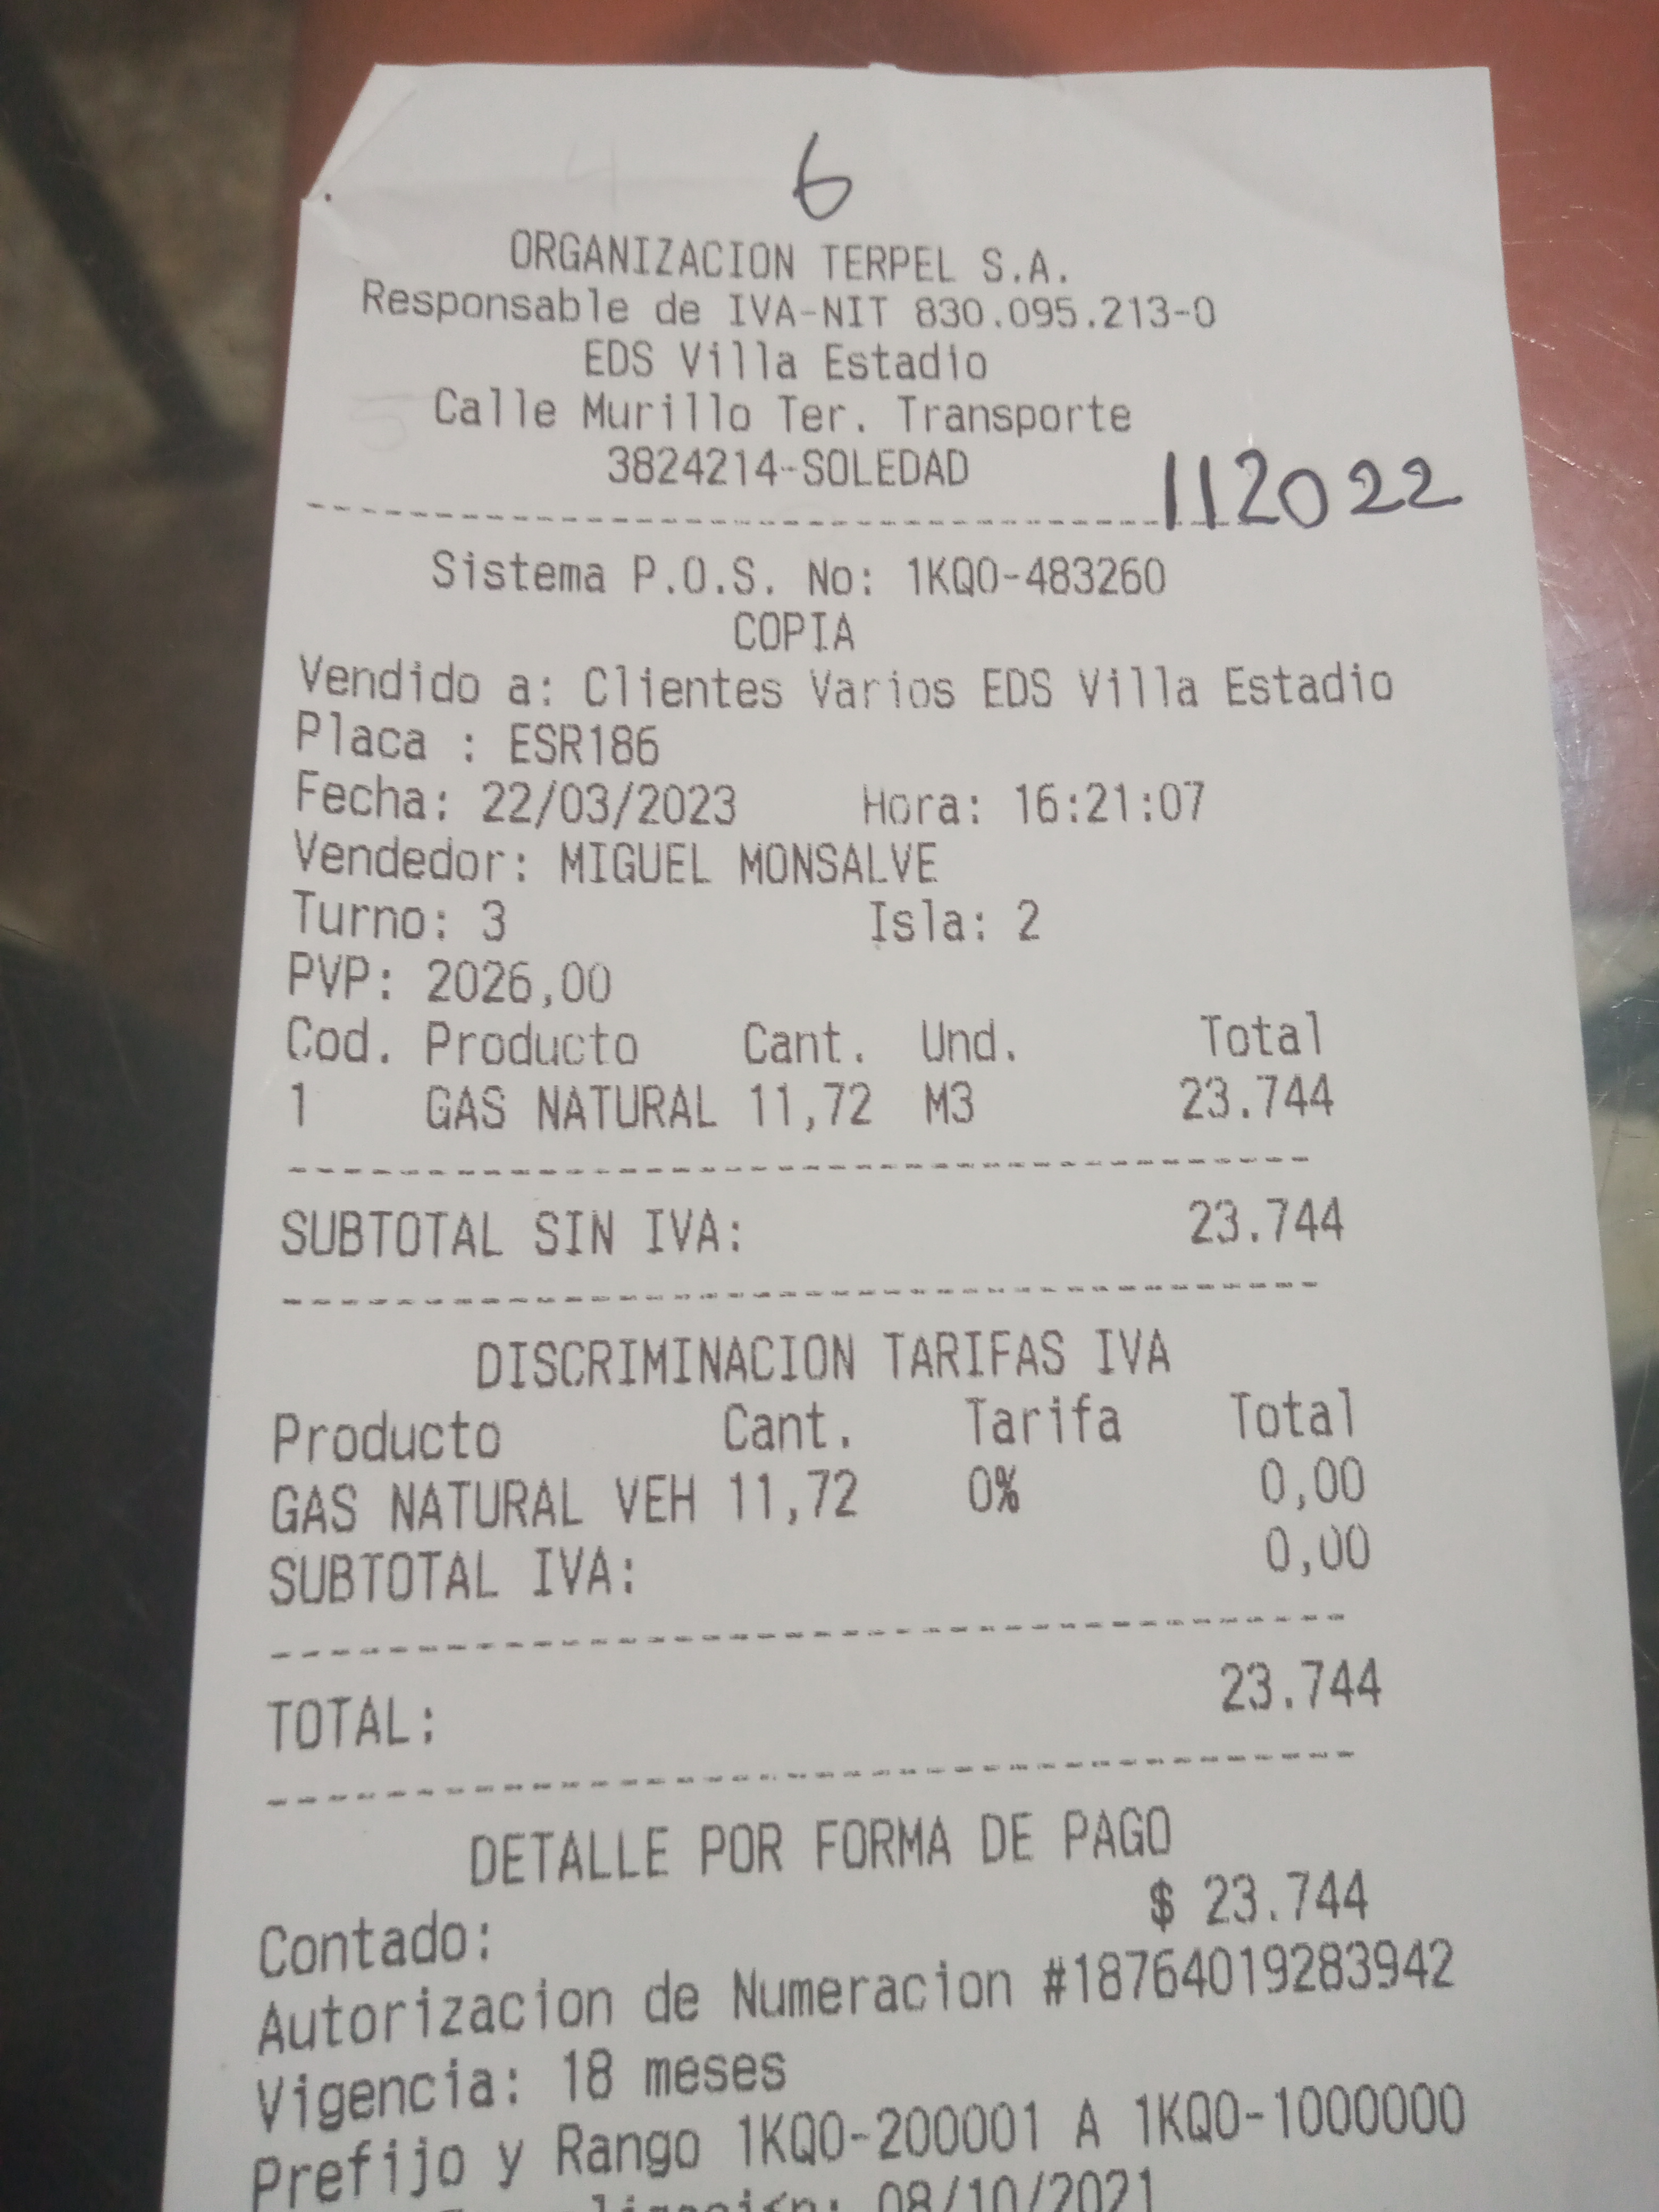 6
ORGANIZACION TERPEL S.A.
Responsable de IVA-NIT 830.095.213-0
EDS Villa Estadio
Calle Murillo Ter. Transporte
3824214-SOLEDAD
112022
Sistema P.O.S. No: 1KQ0-483260
COPIA
Vendido a: Clientes Varios EDS Villa Estadio
Placa : ESR186
Fecha: 22/03/2023 Hora: 16:21:07
Vendedor: MIGUEL MONSALVE
Turno: 3 Isla: 2
PVP: 2026,00
Cod. Producto Cant. Und. Total
1 GAS NATURAL 11,72 M3 23.744
SUBTOTAL SIN IVA: 23.744
DISCRIMINACION TARIFAS IVA
Producto Cant. Tarifa Total
GAS NATURAL VEH 11,72 0% 0,00
SUBTOTAL IVA: 0,00
TOTAL: 23.744
DETALLE POR FORMA DE PAGO
Contado: $ 23.744
Autorizacion de Numeracion #18764019283942
Vigencia: 18 meses
Prefijo y Rango 1KQ0-200001 A 1KQ0-1000000
08/10/2021